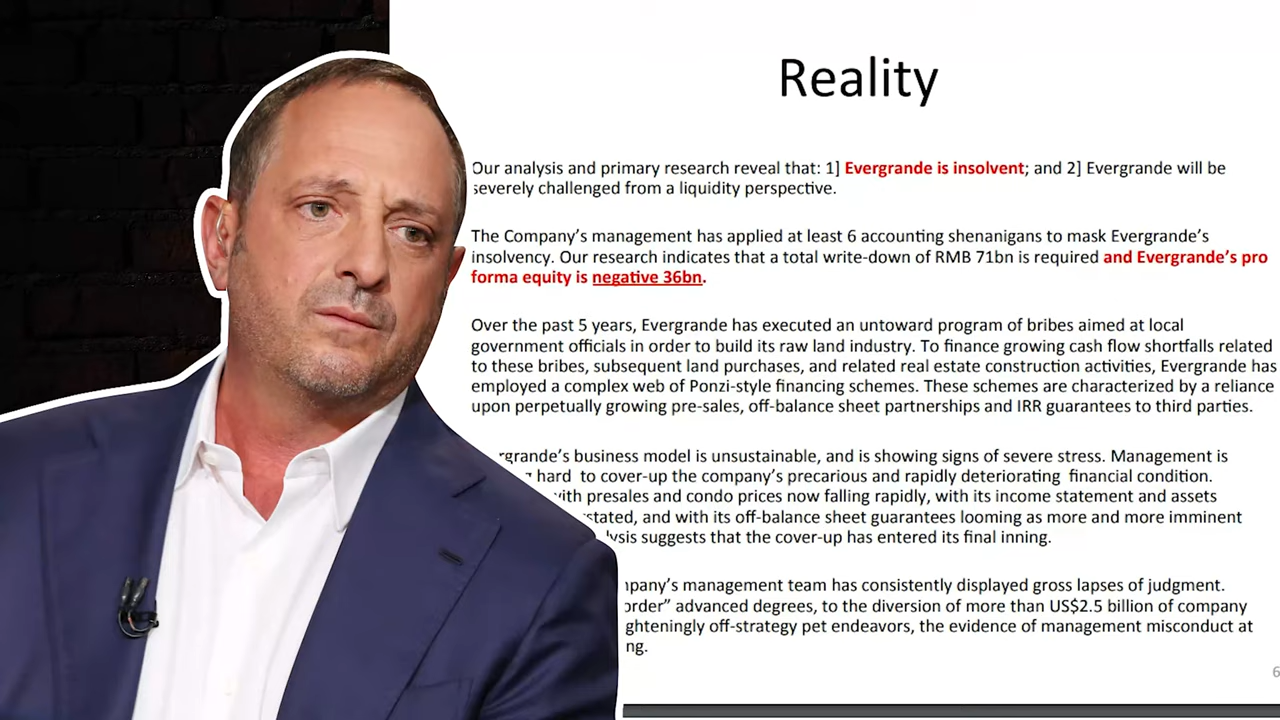 Reality
Our analysis and primary research reveal that: 1] Evergrande is insolvent; and 2] Evergrande will be
severely challenged from a liquidity perspective.
The Company's management has applied at least 6 accounting shenanigans to mask Evergrande's
insolvency. Our research indicates that a total write-down of RMB 71bn is required and Evergrande's pro
forma equity is negative 36bn.
Over the past 5 years, Evergrande has executed an untoward program of bribes aimed at local
government officials in order to build its raw land industry. To finance growing cash flow shortfalls related
to these bribes, subsequent land purchases, and related real estate construction activities, Evergrande has
employed a complex web of Ponzi-style financing schemes. These schemes are characterized by a reliance
upon perpetually growing pre-sales, off-balance sheet partnerships and IRR guarantees to third parties.
rgrande's business model is unsustainable, and is showing signs of severe stress. Management is
hard to cover-up the company's precarious and rapidly deteriorating financial condition.
with presales and condo prices now falling rapidly, with its income statement and assets
stated, and with its off-balance sheet guarantees looming as more and more imminent
lysis suggests that the cover-up has entered its final inning.
mpany's management team has consistently displayed gross lapses of judgment.
order" advanced degrees, to the diversion of more than US$2.5 billion of company
ghteningly off-strategy pet endeavors, the evidence of management misconduct at
ng.
6